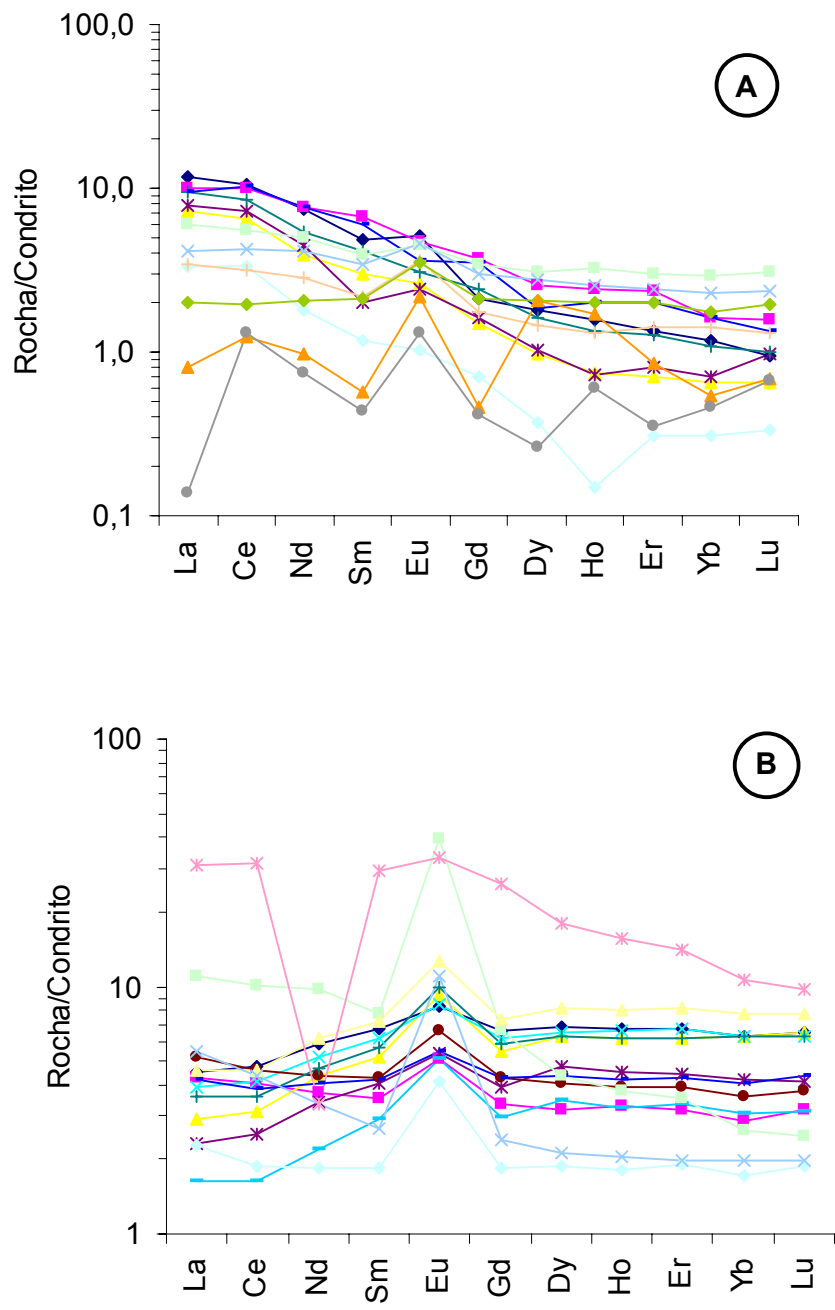 A
100,0
10,0
1,0
0,1
Rocha/Condrito
La Ce Nd Sm Eu Gd Dy Ho Er Yb Lu
B
100
10
1
Rocha/Condrito
La Ce Nd Sm Eu Gd Dy Ho Er Yb Lu